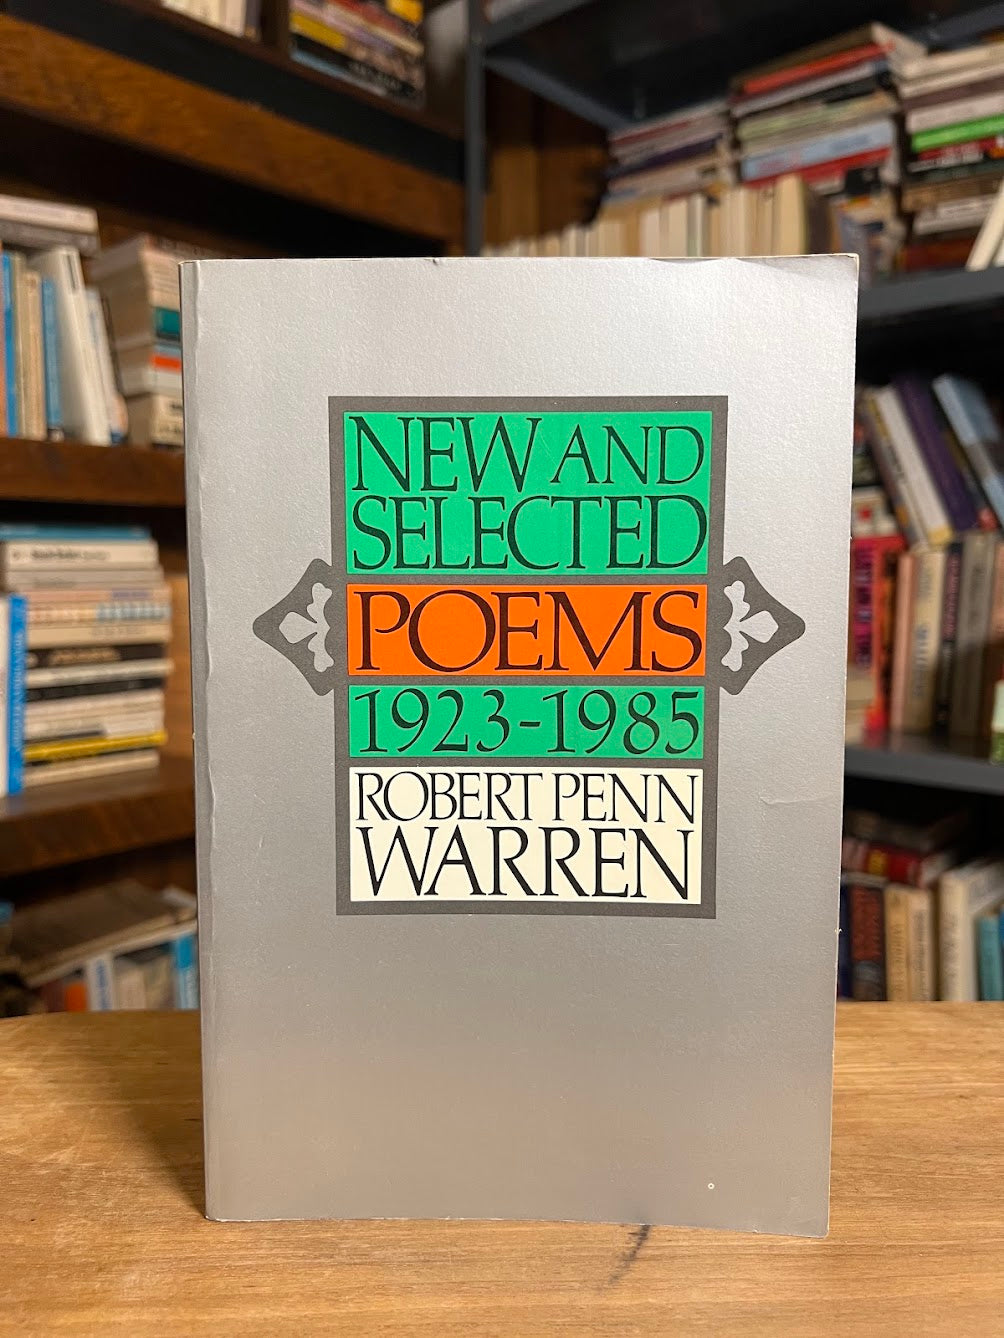 NEW AND
SELECTED
POEMS
1923-1985
ROBERT PENN
WARREN